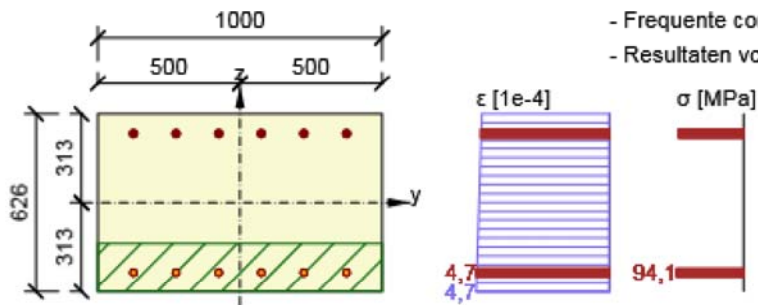 1000
- Frequente co
500
z
500
- Resultaten vo
ε [1e-4]
σ [MPa]
313
626
y
313
4,7
94,1
4,7